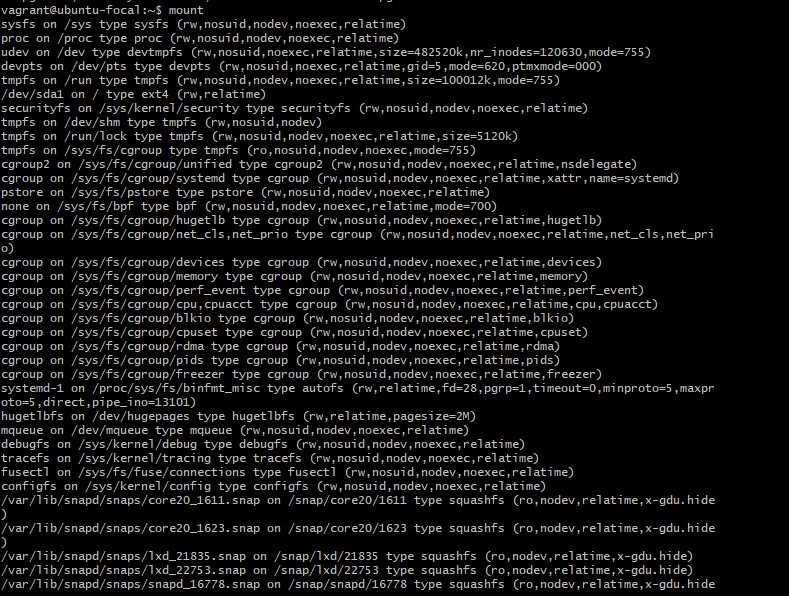 vagrant@ubuntu-focal:~$ mount
sysfs on /sys type sysfs (rw,nosuid,nodev,noexec,relatime)
proc on /proc type proc (rw,nosuid,nodev,noexec,relatime)
udev on /dev type devtmpfs (rw,nosuid,noexec,relatime,size=482520k,nr_inodes=120630,mode=755)
devpts on /dev/pts type devpts (rw,nosuid,noexec,relatime,gid=5,mode=620,ptmxmode=000)
tmpfs on /run type tmpfs (rw,nosuid,nodev,noexec,relatime,size=100012k,mode=755)
/dev/sda1 on / type ext4 (rw,relatime)
securityfs on /sys/kernel/security type securityfs (rw,nosuid,nodev,noexec,relatime)
tmpfs on /dev/shm type tmpfs (rw,nosuid,nodev)
tmpfs on /run/lock type tmpfs (rw,nosuid,nodev,noexec,relatime,size=5120k)
tmpfs on /sys/fs/cgroup type tmpfs (ro,nosuid,nodev,noexec,mode=755)
cgroup2 on /sys/fs/cgroup/unified type cgroup2 (rw,nosuid,nodev,noexec,relatime,nsdelegate)
cgroup on /sys/fs/cgroup/systemd type cgroup (rw,nosuid,nodev,noexec,relatime,xattr,name=systemd)
pstore on /sys/fs/pstore type pstore (rw,nosuid,nodev,noexec,relatime)
none on /sys/fs/bpf type bpf (rw,nosuid,nodev,noexec,relatime,mode=700)
cgroup on /sys/fs/cgroup/hugetlb type cgroup (rw,nosuid,nodev,noexec,relatime,hugetlb)
cgroup on /sys/fs/cgroup/net_cls,net_prio type cgroup (rw,nosuid,nodev,noexec,relatime,net_cls,net_pri
o)
cgroup on /sys/fs/cgroup/devices type cgroup (rw,nosuid,nodev,noexec,relatime,devices)
cgroup on /sys/fs/cgroup/memory type cgroup (rw,nosuid,nodev,noexec,relatime,memory)
cgroup on /sys/fs/cgroup/perf_event type cgroup (rw,nosuid,nodev,noexec,relatime,perf_event)
cgroup on /sys/fs/cgroup/cpu,cpuacct type cgroup (rw,nosuid,nodev,noexec,relatime,cpu,cpuacct)
cgroup on /sys/fs/cgroup/blkio type cgroup (rw,nosuid,nodev,noexec,relatime,blkio)
cgroup on /sys/fs/cgroup/cpuset type cgroup (rw,nosuid,nodev,noexec,relatime,cpuset)
cgroup on /sys/fs/cgroup/rdma type cgroup (rw,nosuid,nodev,noexec,relatime,rdma)
cgroup on /sys/fs/cgroup/pids type cgroup (rw,nosuid,nodev,noexec,relatime,pids)
cgroup on /sys/fs/cgroup/freezer type cgroup (rw,nosuid,nodev,noexec,relatime,freezer)
systemd-1 on /proc/sys/fs/binfmt_misc type autofs (rw,relatime,fd=28,pgrp=1,timeout=0,minproto=5,maxpr
oto=5,direct,pipe_ino=13101)
hugetlbfs on /dev/hugepages type hugetlbfs (rw,relatime,pagesize=2M)
mqueue on /dev/mqueue type mqueue (rw,nosuid,nodev,noexec,relatime)
debugfs on /sys/kernel/debug type debugfs (rw,nosuid,nodev,noexec,relatime)
tracefs on /sys/kernel/tracing type tracefs (rw,nosuid,nodev,noexec,relatime)
fusectl on /sys/fs/fuse/connections type fusectl (rw,nosuid,nodev,noexec,relatime)
configfs on /sys/kernel/config type configfs (rw,nosuid,nodev,noexec,relatime)
/var/lib/snapd/snaps/core20_1611.snap on /snap/core20/1611 type squashfs (ro,nodev,relatime,x-gdu.hide
)
/var/lib/snapd/snaps/core20_1623.snap on /snap/core20/1623 type squashfs (ro,nodev,relatime,x-gdu.hide
)
/var/lib/snapd/snaps/lxd_21835.snap on /snap/lxd/21835 type squashfs (ro,nodev,relatime,x-gdu.hide)
/var/lib/snapd/snaps/lxd_22753.snap on /snap/lxd/22753 type squashfs (ro,nodev,relatime,x-gdu.hide)
/var/lib/snapd/snaps/snapd_16778.snap on /snap/snapd/16778 type squashfs (ro,nodev,relatime,x-gdu.hide